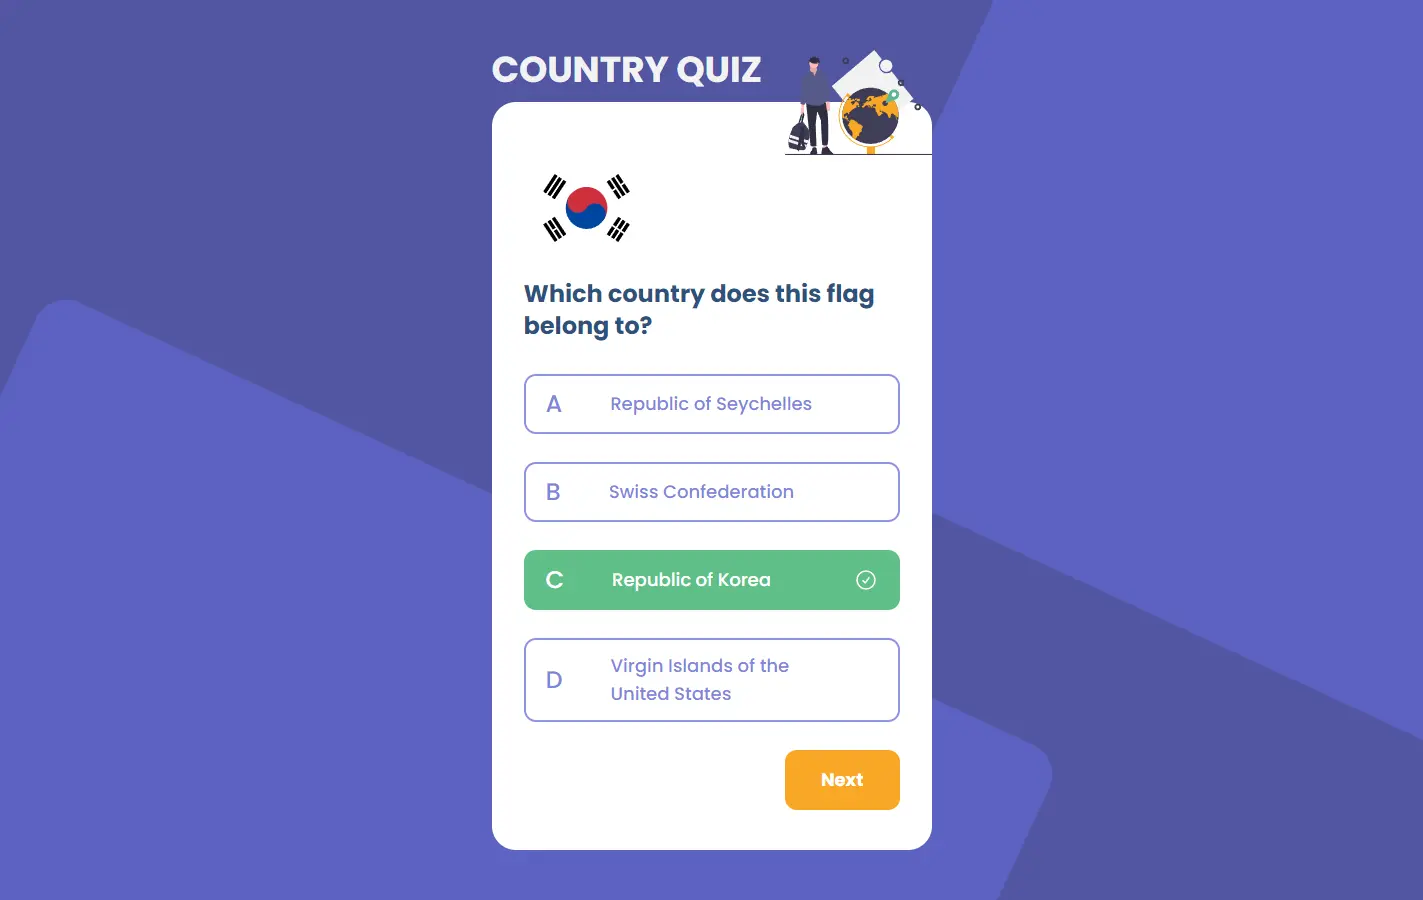 COUNTRY QUIZ
Which country does this flag
belong to?
A Republic of Seychelles
B Swiss Confederation
C Republic of Korea
D Virgin Islands of the
United States
Next